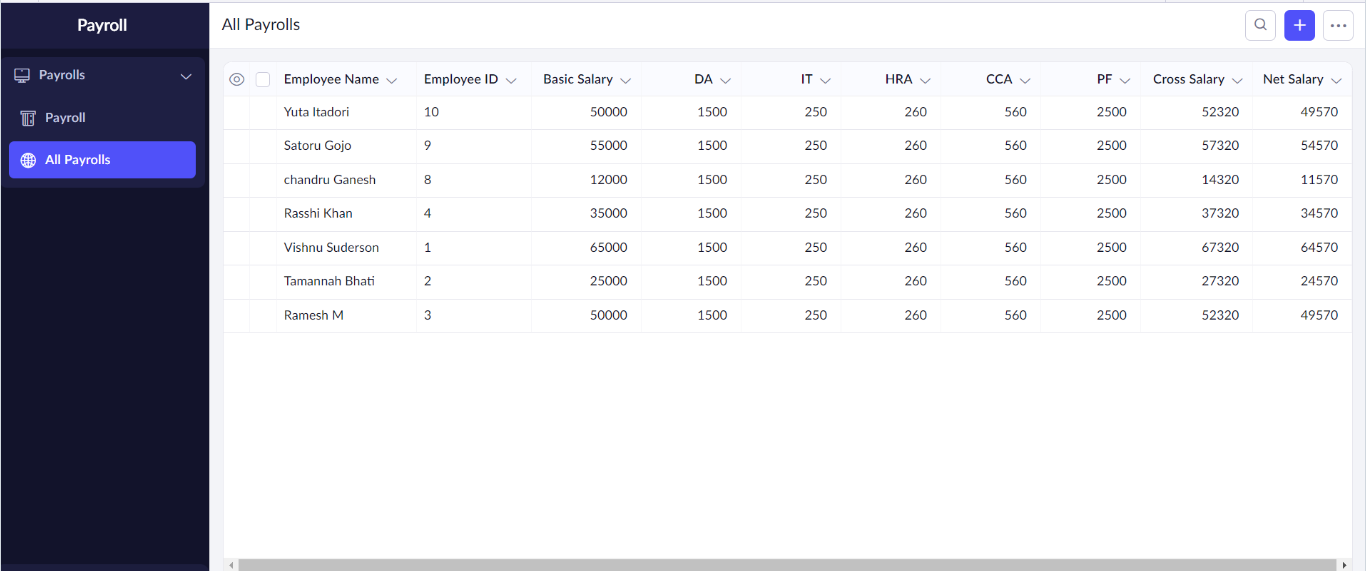 Payroll
All Payrolls
Payrolls
Payroll
All Payrolls
Employee Name Employee ID Basic Salary DA IT HRA CCA PF Cross Salary Net Salary
Yuta Itadori 10 50000 1500 250 260 560 2500 52320 49570
Satoru Gojo 9 55000 1500 250 260 560 2500 57320 54570
chandru Ganesh 8 12000 1500 250 260 560 2500 14320 11570
Rasshi Khan 4 35000 1500 250 260 560 2500 37320 34570
Vishnu Suderson 1 65000 1500 250 260 560 2500 67320 64570
Tamannah Bhati 2 25000 1500 250 260 560 2500 27320 24570
Ramesh M 3 50000 1500 250 260 560 2500 52320 49570